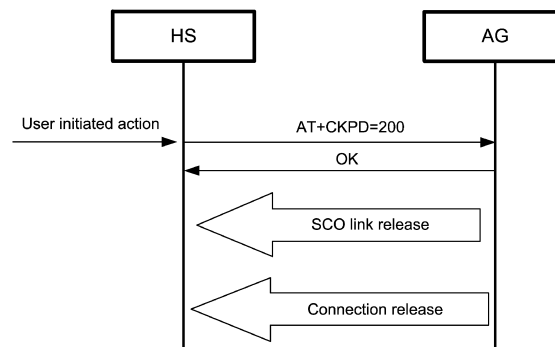 HS
AG
User initiated action
AT+CKPD=200
OK
SCO link release
Connection release